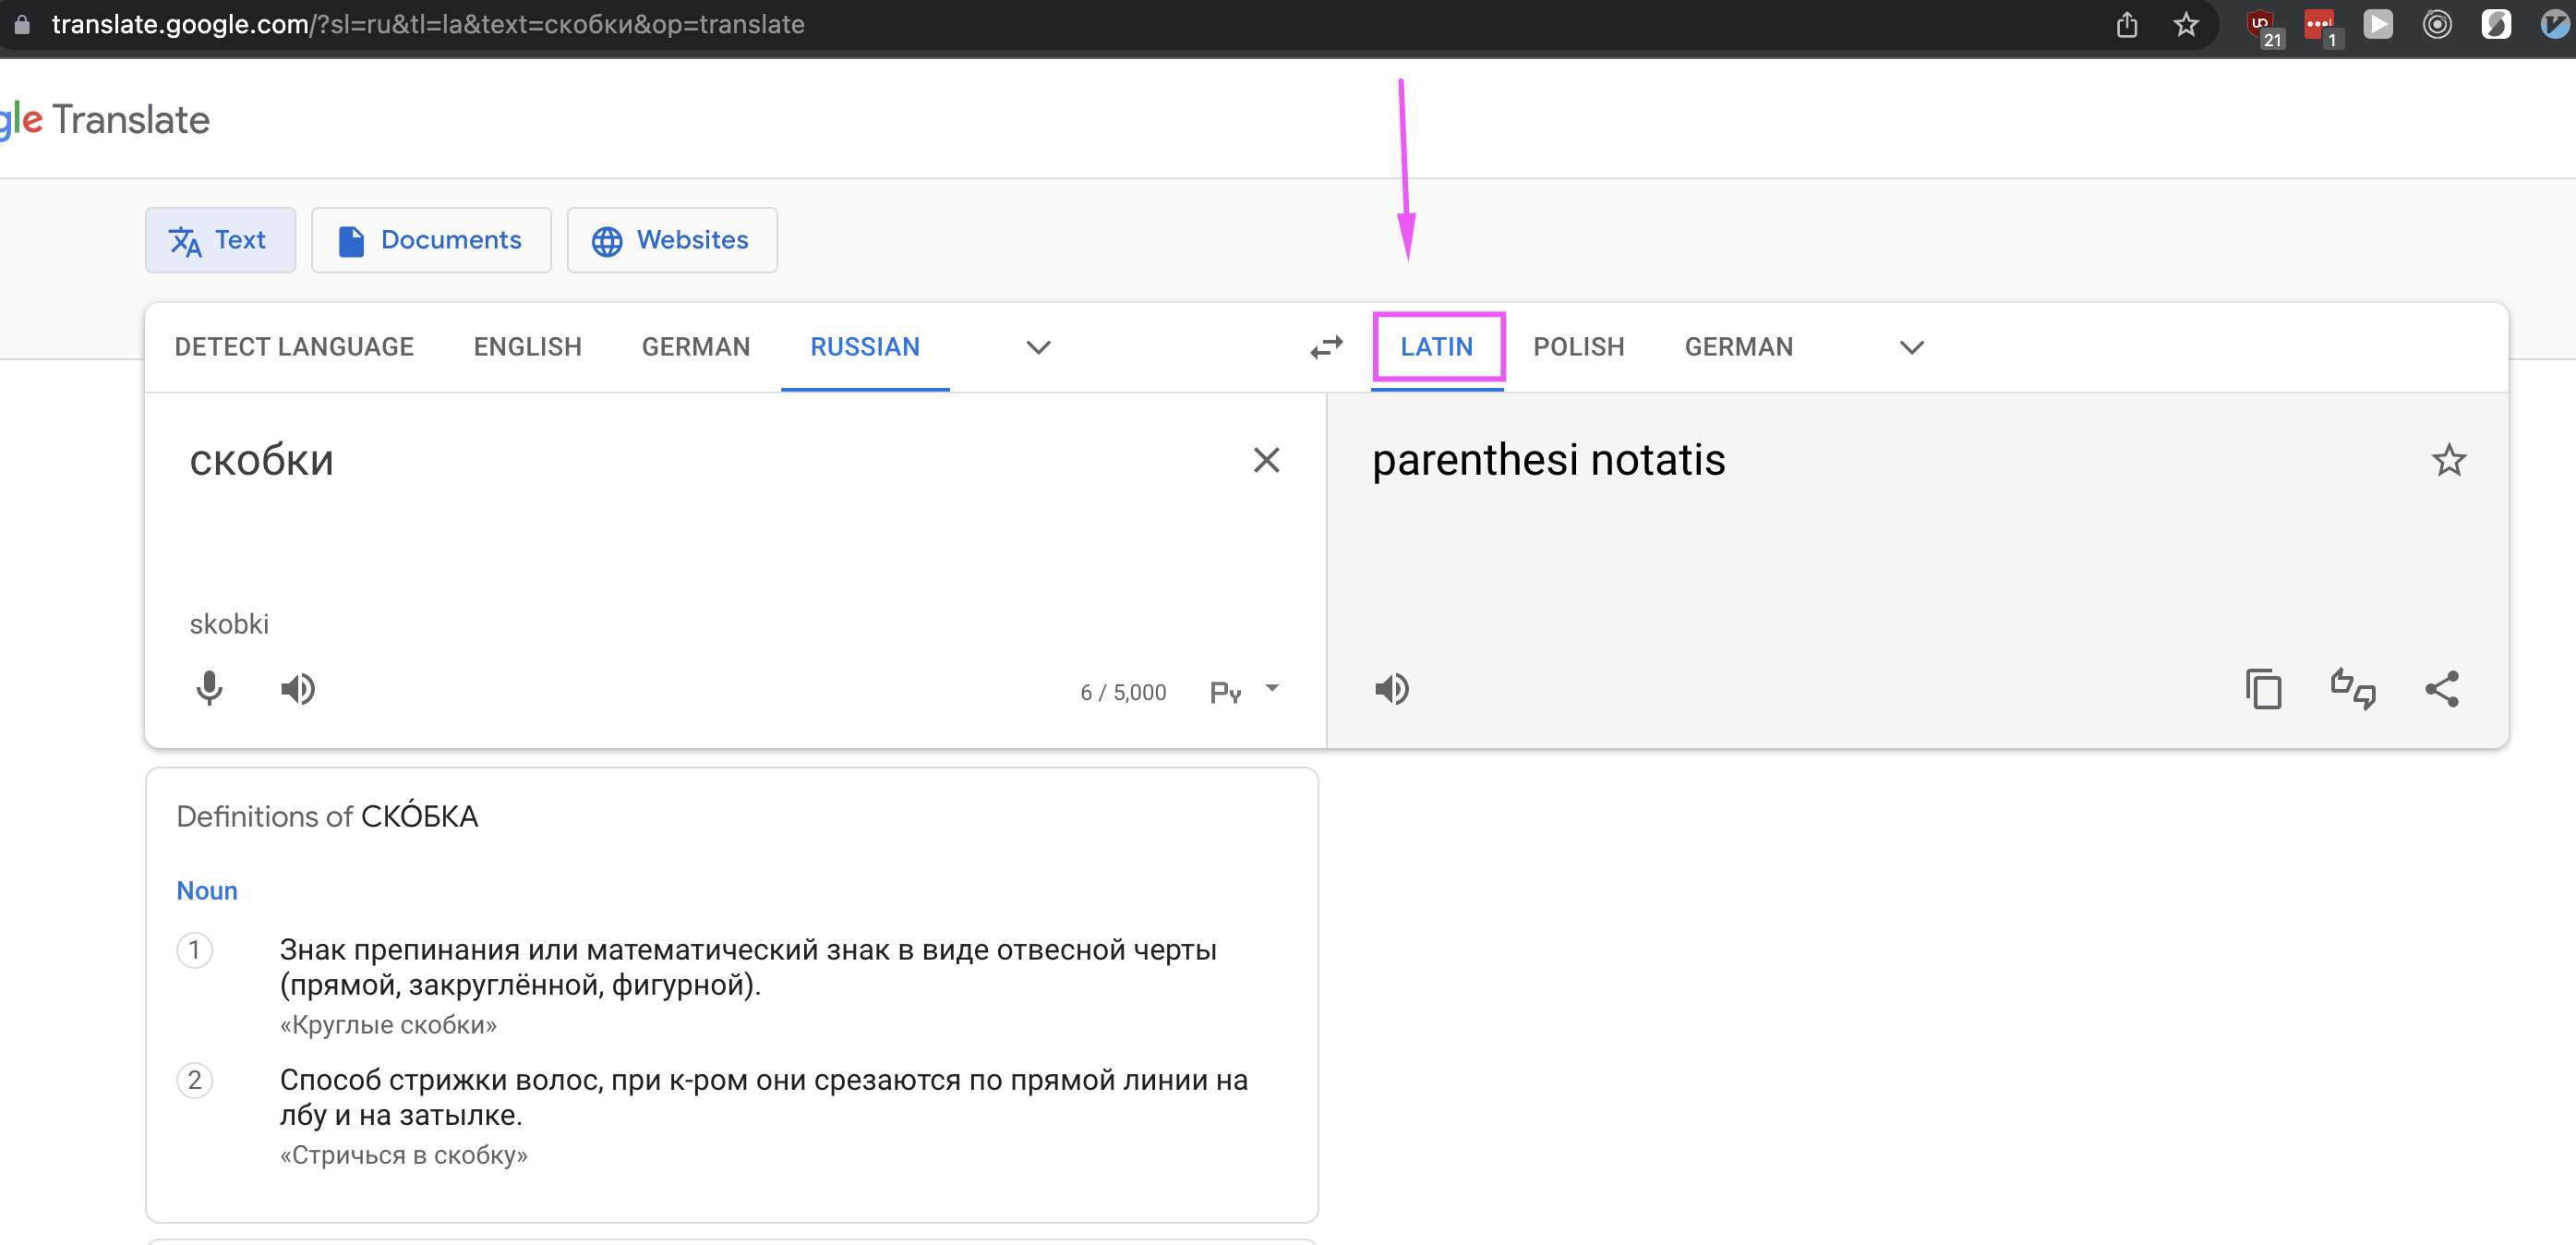 translate.google.com/?sl=ru&tl=la&text=скобки&op=translate
21
1
gle Translate
Text
Documents
Websites
DETECT LANGUAGE
ENGLISH
GERMAN
RUSSIAN
LATIN
POLISH
GERMAN
скобки
parenthesi notatis
skobki
6 / 5,000
Ру
Definitions of СКО́БКА
Noun
1
Знак препинания или математический знак в виде отвесной черты
(прямой, закруглённой, фигурной).
«Круглые скобки»
2
Способ стрижки волос, при к-ром они срезаются по прямой линии на
лбу и на затылке.
«Стричься в скобку»